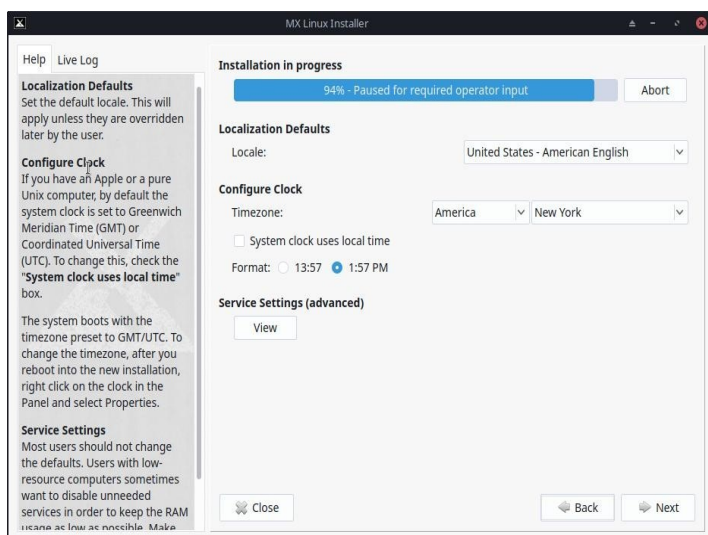 MX Linux Installer
Help
Live Log
Localization Defaults
Set the default locale. This will
apply unless they are overridden
later by the user.
Configure Clock
If you have an Apple or a pure
Unix computer, by default the
system clock is set to Greenwich
Meridian Time (GMT) or
Coordinated Universal Time
(UTC). To change this, check the
"System clock uses local time"
box.
The system boots with the
timezone preset to GMT/UTC. To
change the timezone, after you
reboot into the new installation,
right click on the clock in the
Panel and select Properties.
Service Settings
Most users should not change
the defaults. Users with low-
resource computers sometimes
want to disable unneeded
services in order to keep the RAM
usage as low as possible. Make
Installation in progress
94% - Paused for required operator input
Abort
Localization Defaults
Locale: United States - American English
Configure Clock
Timezone: America New York
System clock uses local time
Format: 13:57 1:57 PM
Service Settings (advanced)
View
Close Back Next